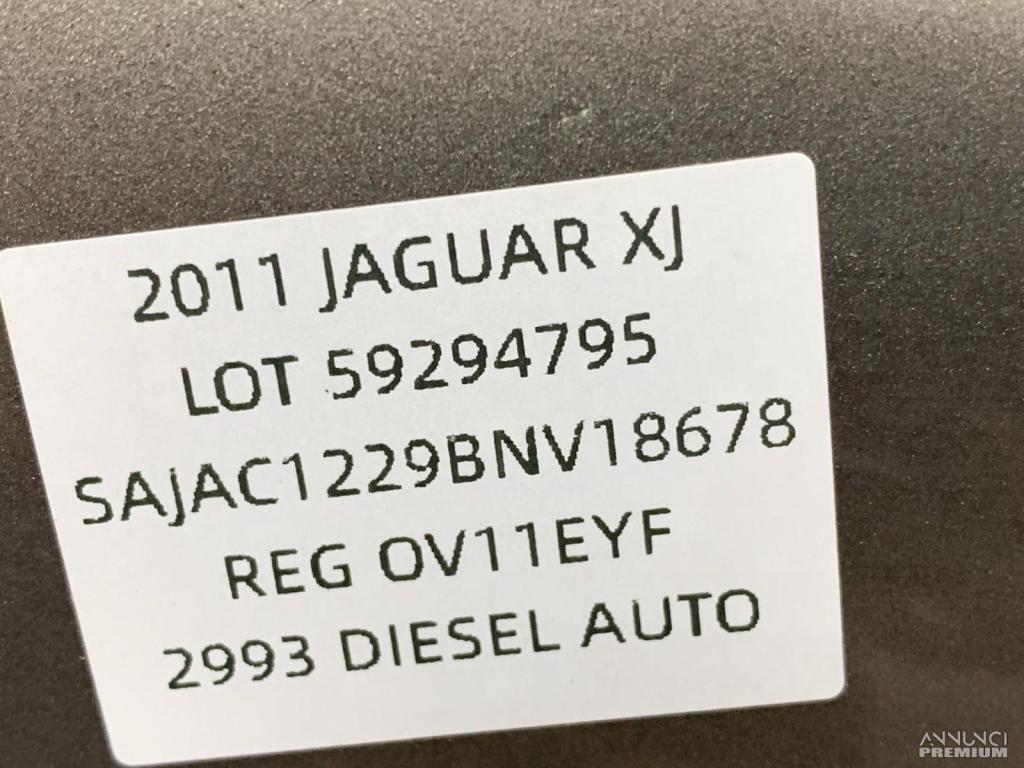 2011 JAGUAR XJ
LOT 59294795
SAJAC1229BNV18678
REG OV11EYF
2993 DIESEL AUTO
ANNUNCI
PREMIUM